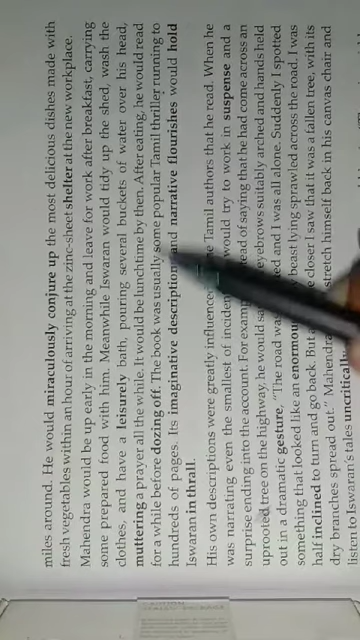 miles around. He would miraculously conjure up the most delicious dishes made with
fresh vegetables within an hour of arriving at the zinc-sheet shelter at the new workplace.
Mahendra would be up early in the morning and leave for work after breakfast, carrying
some prepared food with him. Meanwhile Iswaran would tidy up the shed, wash the
clothes, and have a leisurely bath, pouring several buckets of water over his head,
muttering a prayer all the while. It would be lunchtime by then. After eating, he would read
for a while before dozing off. The book was usually some popular Tamil thriller running to
hundreds of pages. Its imaginative descriptions and narrative flourishes would hold
Iswaran in thrall.
His own descriptions were greatly influenced Tamil authors that he read. When he
was narrating even the smallest of incidents would try to work in suspense and a
surprise ending into the account. For of saying that he had come across an
uprooted tree on the highway, he would eyebrows suitably arched and hands held
out in a dramatic gesture, "The road was and I was all alone. Suddenly I spotted
something that looked like an enormous beast lying sprawled across the road. I was
half inclined to turn and go back. But closer I saw that it was a fallen tree, with its
dry branches spread out." Mahendra stretch himself back in his canvas chair and
listen to Iswaran's tales uncritically